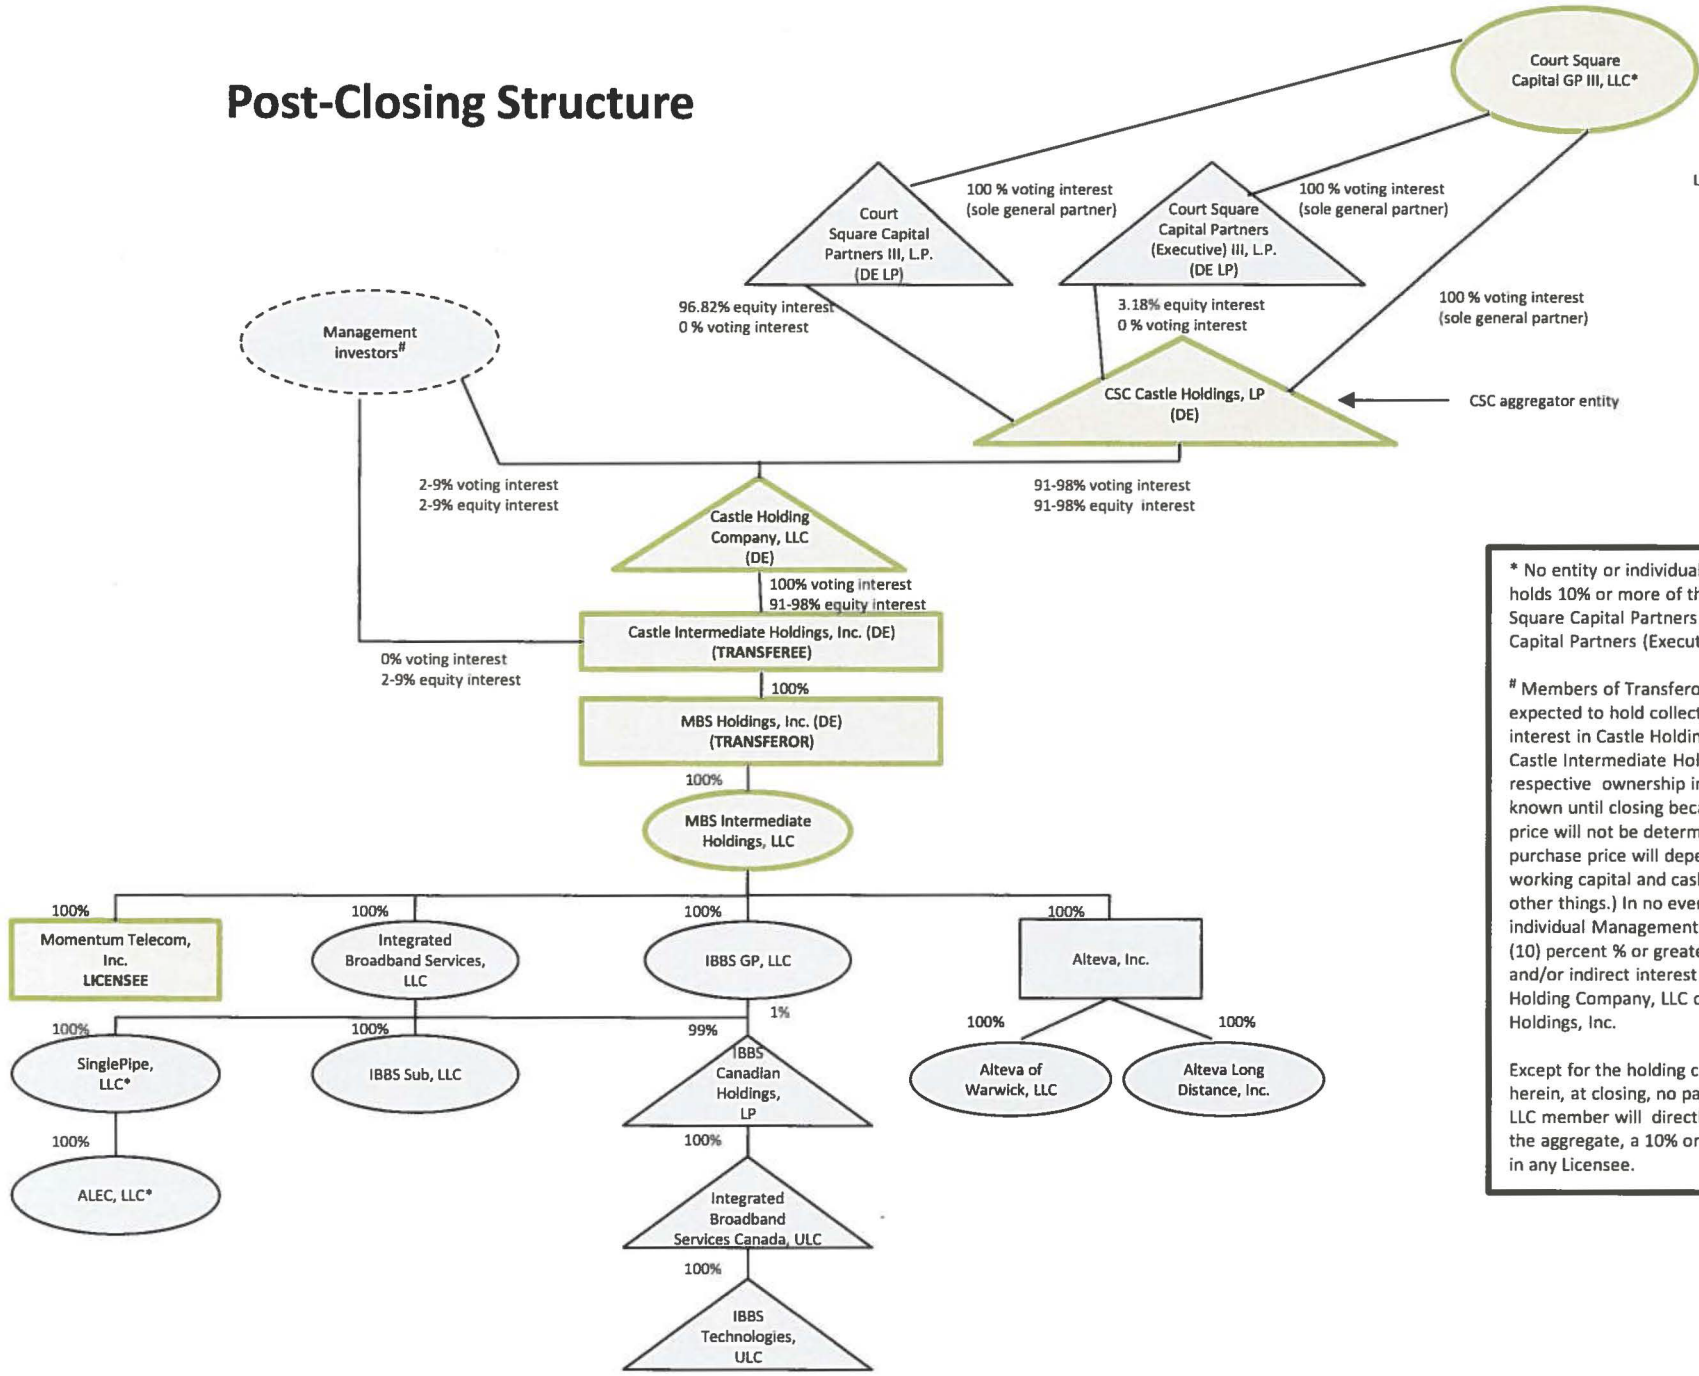 Post-Closing Structure
Court Square
Capital GP III, LLC*
L
100 % voting interest
(sole general partner)
100 % voting interest
(sole general partner)
Court
Square Capital
Partners III, L.P.
(DE LP)
Court Square
Capital Partners
(Executive) III, L.P.
(DE LP)
96.82% equity interest
0 % voting interest
3.18% equity interest
0 % voting interest
100 % voting interest
(sole general partner)
Management
investors#
CSC Castle Holdings, LP
(DE)
CSC aggregator entity
2-9% voting interest
2-9% equity interest
91-98% voting interest
91-98% equity interest
Castle Holding
Company, LLC
(DE)
100% voting interest
91-98% equity interest
Castle Intermediate Holdings, Inc. (DE)
(TRANSFEREE)
0% voting interest
2-9% equity interest
100%
MBS Holdings, Inc. (DE)
(TRANSFEROR)
100%
MBS Intermediate
Holdings, LLC
100%
100%
100%
100%
Momentum Telecom,
Inc.
LICENSEE
Integrated
Broadband Services,
LLC
IBBS GP, LLC
Alteva, Inc.
100%
100%
99%
1%
100%
100%
SinglePipe,
LLC*
IBBS Sub, LLC
IBBS
Canadian
Holdings,
LP
Alteva of
Warwick, LLC
Alteva Long
Distance, Inc.
100%
100%
ALEC, LLC*
Integrated
Broadband
Services Canada, ULC
100%
IBBS
Technologies,
ULC
* No entity or individual
holds 10% or more of th
Square Capital Partners
Capital Partners (Execut
# Members of Transfero
expected to hold collect
interest in Castle Holdin
Castle Intermediate Hol
respective ownership in
known until closing beca
price will not be determ
purchase price will depe
working capital and cash
other things.) In no ever
individual Management
(10) percent % or greate
and/or indirect interest
Holding Company, LLC o
Holdings, Inc.
Except for the holding c
herein, at closing, no pa
LLC member will directl
the aggregate, a 10% or
in any Licensee.